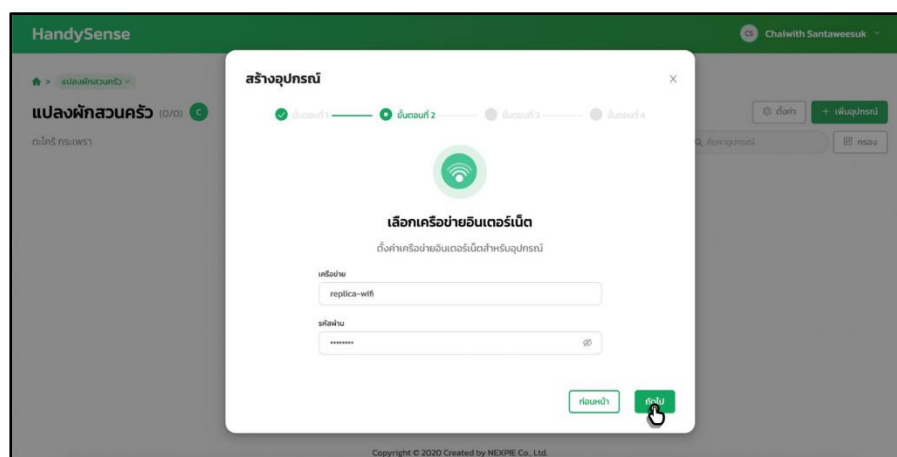 HandySense
CS Chalwith Santaweesuk
> แปลงผักสวนครัว
แปลงผักสวนครัว (0/0) C
ตะไคร้ กระเพรา
ตั้งค่า
+ เพิ่มอุปกรณ์
ค้นหาอุปกรณ์
กรอง
สร้างอุปกรณ์
ขั้นตอนที่ 1
ขั้นตอนที่ 2
ขั้นตอนที่ 3
ขั้นตอนที่ 4
เลือกเครือข่ายอินเตอร์เน็ต
ตั้งค่าเครือข่ายอินเตอร์เน็ตสำหรับอุปกรณ์
เครือข่าย
replica-wifi
รหัสผ่าน
••••••••
ก่อนหน้า
ถัดไป
Copyright © 2020 Created by NEXPIE Co., Ltd.